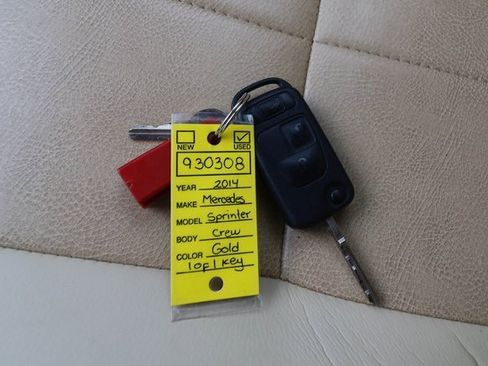 NEW USED
930308
YEAR 2014
MAKE Mercedes
MODEL Sprinter
BODY Crew
COLOR Gold
1 of 1 Key